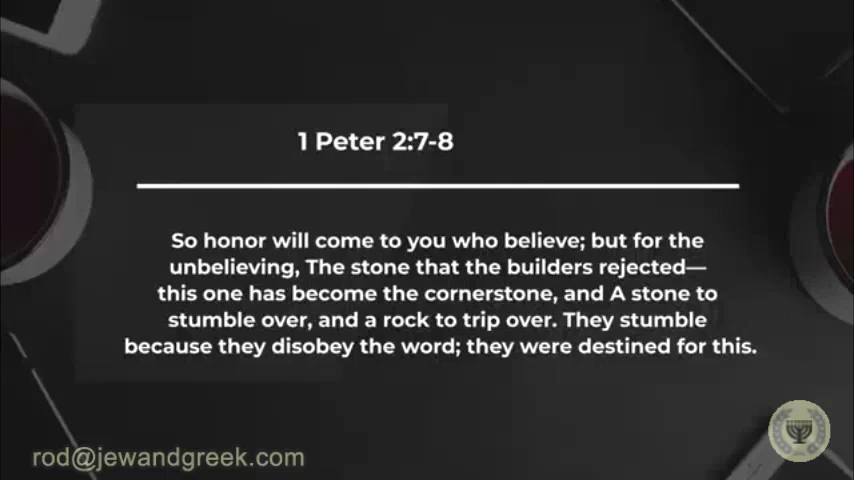 1 Peter 2:7-8
So honor will come to you who believe; but for the
unbelieving, The stone that the builders rejected—
this one has become the cornerstone, and A stone to
stumble over, and a rock to trip over. They stumble
because they disobey the word; they were destined for this.
rod@jewandgreek.com